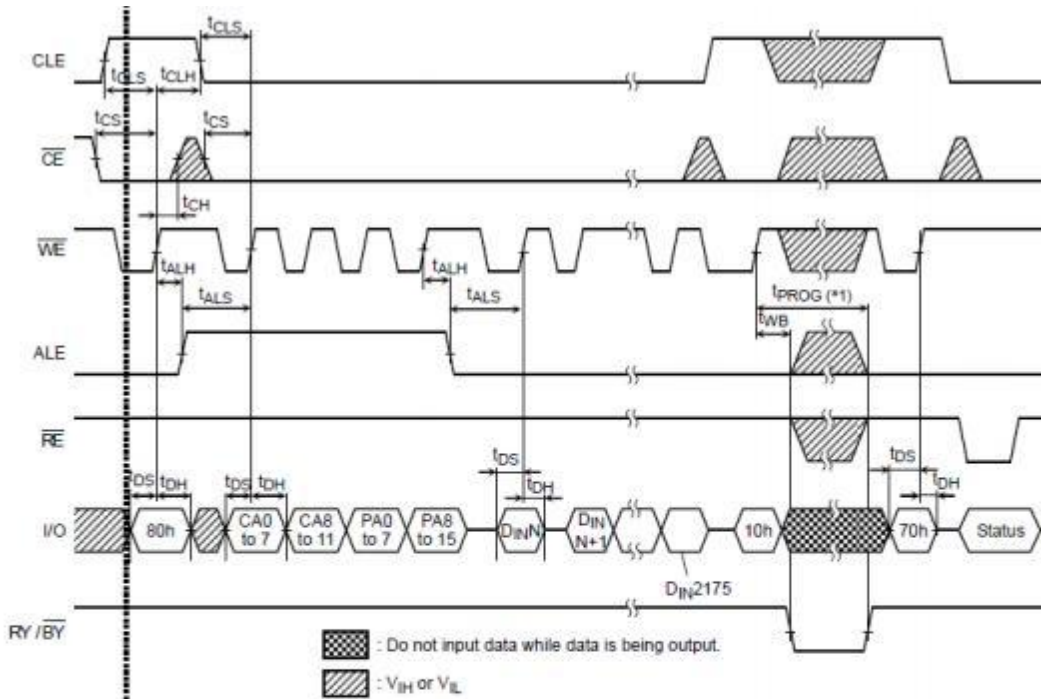 tCLS
CLE
tCLS tCLH
tCS tCS
CE
tCH
WE
tALH tALH
tALS tALS tPROG (*1)
tWB
ALE
RE
tDS tDH tDS tDH tDS tDH tDS tDH
I/O
80h
CA0 to 7
CA8 to 11
PA0 to 7
PA8 to 15
DINN
DIN N+1
10h
70h
Status
DIN2175
RY / BY
: Do not input data while data is being output.
: VIH or VIL